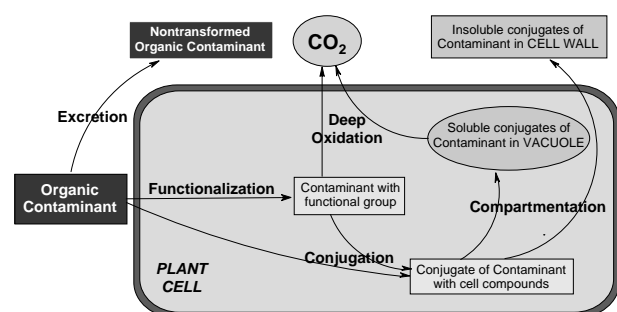 Nontransformed
Organic Contaminant
CO2
Insoluble conjugates of
Contaminant in CELL WALL
Excretion
Deep
Oxidation
Soluble conjugates of
Contaminant in VACUOLE
Organic
Contaminant
Functionalization
Contaminant with
functional group
Compartmentation
Conjugation
PLANT
CELL
Conjugate of Contaminant
with cell compounds